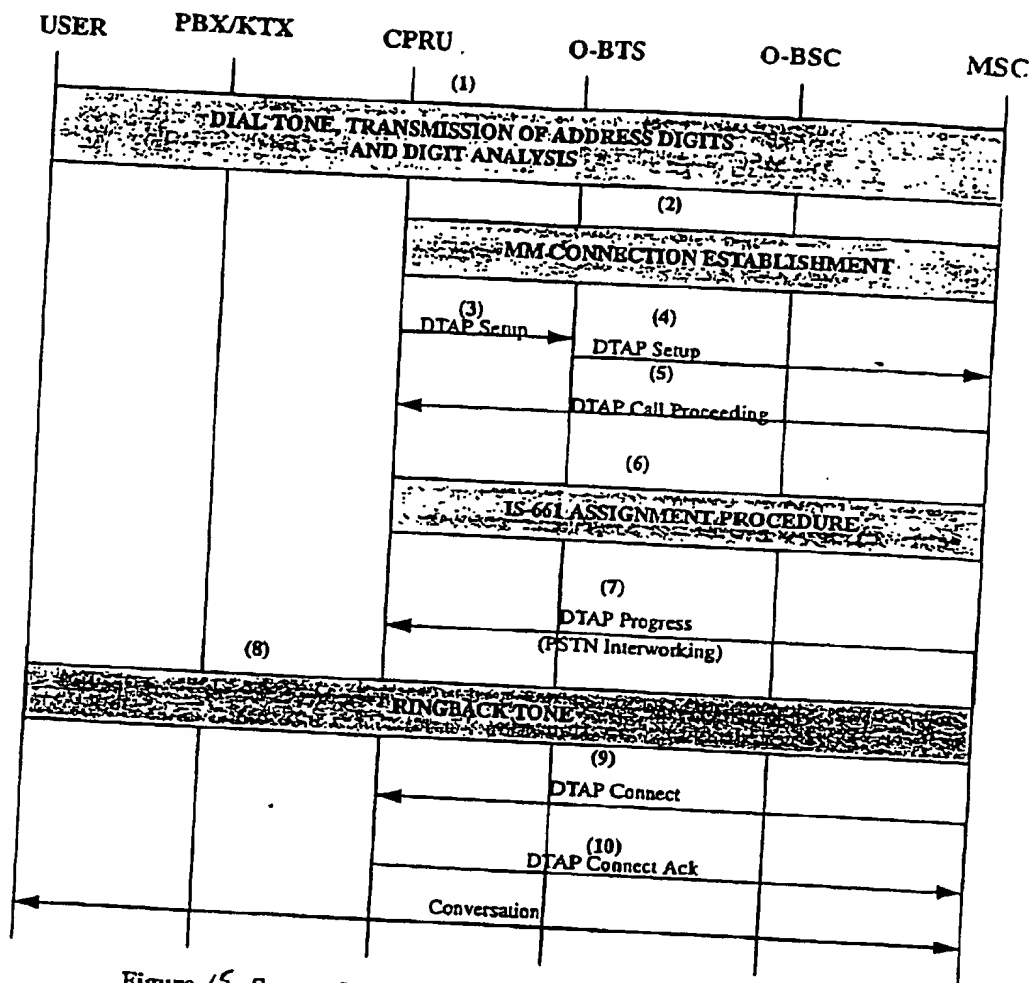 USER PBX/KTX CPRU O-BTS O-BSC MSC
(1)
DIAL TONE, TRANSMISSION OF ADDRESS DIGITS
AND DIGIT ANALYSIS
(2)
MM CONNECTION ESTABLISHMENT
(3)
DTAP Setup
(4)
DTAP Setup
(5)
DTAP Call Proceeding
(6)
IS-661 ASSIGNMENT PROCEDURE
(7)
DTAP Progress
(PSTN Interworking)
(8)
RINGBACK TONE
(9)
DTAP Connect
(10)
DTAP Connect Ack
Conversation
Figure 15